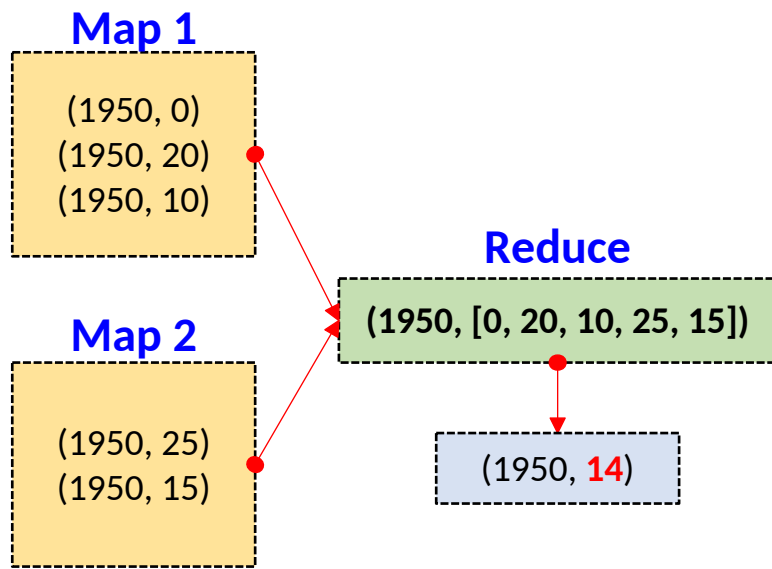 Map 1
(1950, 0)
(1950, 20)
(1950, 10)
Reduce
(1950, [0, 20, 10, 25, 15])
Map 2
(1950, 25)
(1950, 15)
(1950, 14)